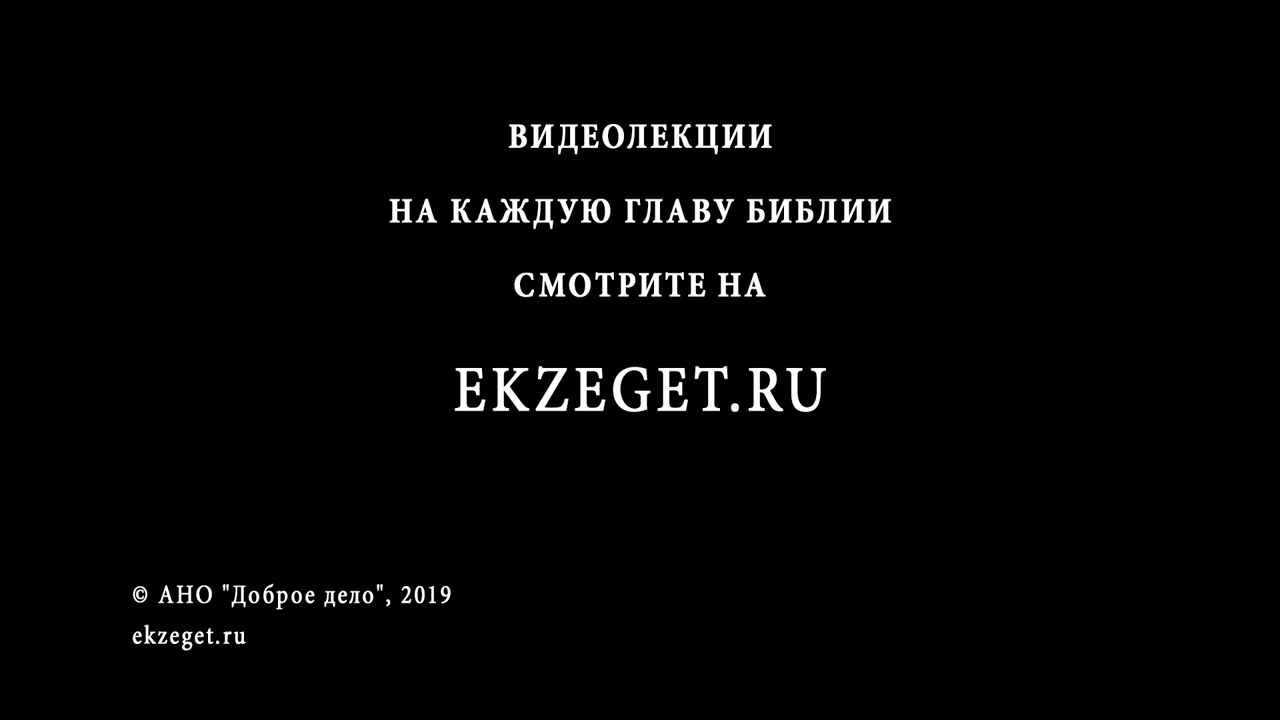 ВИДЕОЛЕКЦИИ
НА КАЖДУЮ ГЛАВУ БИБЛИИ
СМОТРИТЕ НА
EKZEGET.RU
© АНО "Доброе дело", 2019
ekzeget.ru